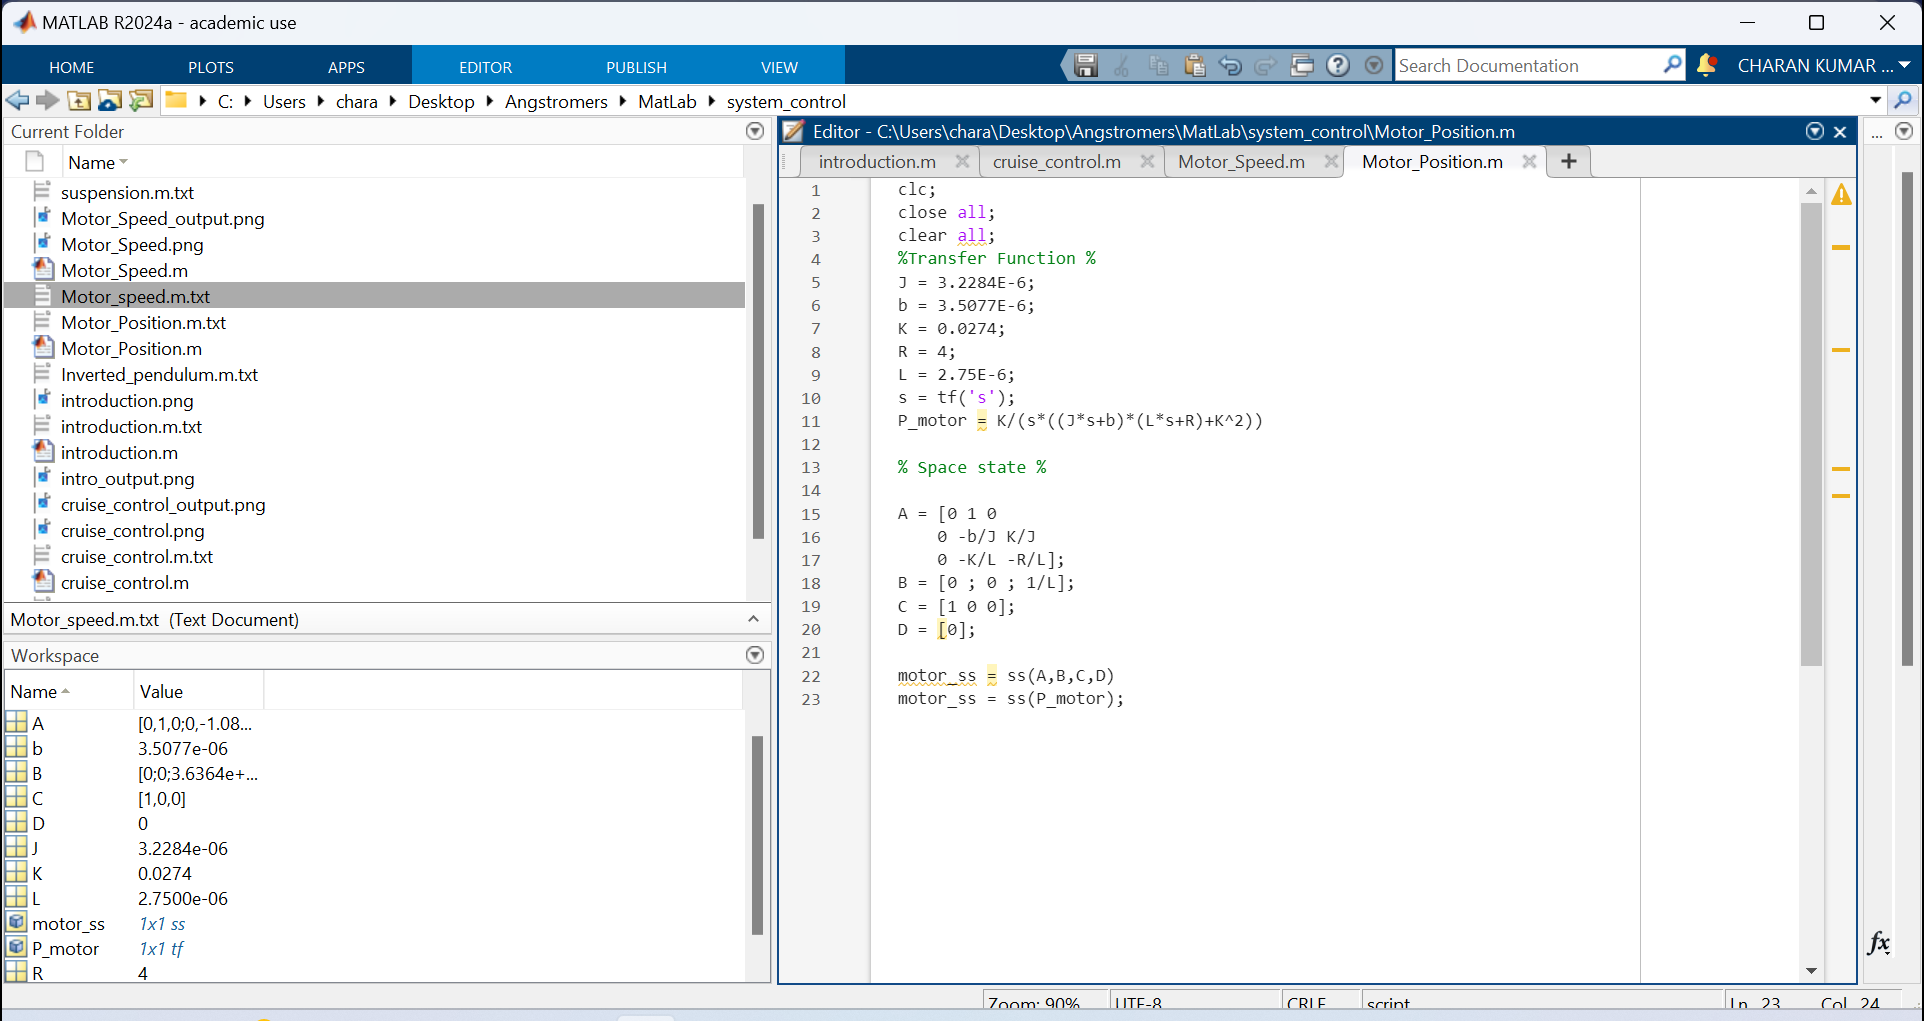 MATLAB R2024a - academic use
HOME PLOTS APPS EDITOR PUBLISH VIEW
Search Documentation
CHARAN KUMAR ...
C: Users chara Desktop Angstromers MatLab system_control
Current Folder
Name
suspension.m.txt
Motor_Speed_output.png
Motor_Speed.png
Motor_Speed.m
Motor_speed.m.txt
Motor_Position.m.txt
Motor_Position.m
Inverted_pendulum.m.txt
introduction.png
introduction.m.txt
introduction.m
intro_output.png
cruise_control_output.png
cruise_control.png
cruise_control.m.txt
cruise_control.m
Motor_speed.m.txt (Text Document)
Workspace
Name Value
A [0,1,0;0,-1.08...
b 3.5077e-06
B [0;0;3.6364e+...
C [1,0,0]
D 0
J 3.2284e-06
K 0.0274
L 2.7500e-06
motor_ss 1x1 ss
P_motor 1x1 tf
R 4
Editor - C:\Users\chara\Desktop\Angstromers\MatLab\system_control\Motor_Position.m
introduction.m cruise_control.m Motor_Speed.m Motor_Position.m +
1 clc;
2 close all;
3 clear all;
4 %Transfer Function %
5 J = 3.2284E-6;
6 b = 3.5077E-6;
7 K = 0.0274;
8 R = 4;
9 L = 2.75E-6;
10 s = tf('s');
11 P_motor = K/(s*((J*s+b)*(L*s+R)+K^2))
12
13 % Space state %
14
15 A = [0 1 0
16 0 -b/J K/J
17 0 -K/L -R/L];
18 B = [0 ; 0 ; 1/L];
19 C = [1 0 0];
20 D = [0];
21
22 motor_ss = ss(A,B,C,D)
23 motor_ss = ss(P_motor);
...
fx
Zoom: 90% UTF-8 CRLF script Ln 23 Col 24